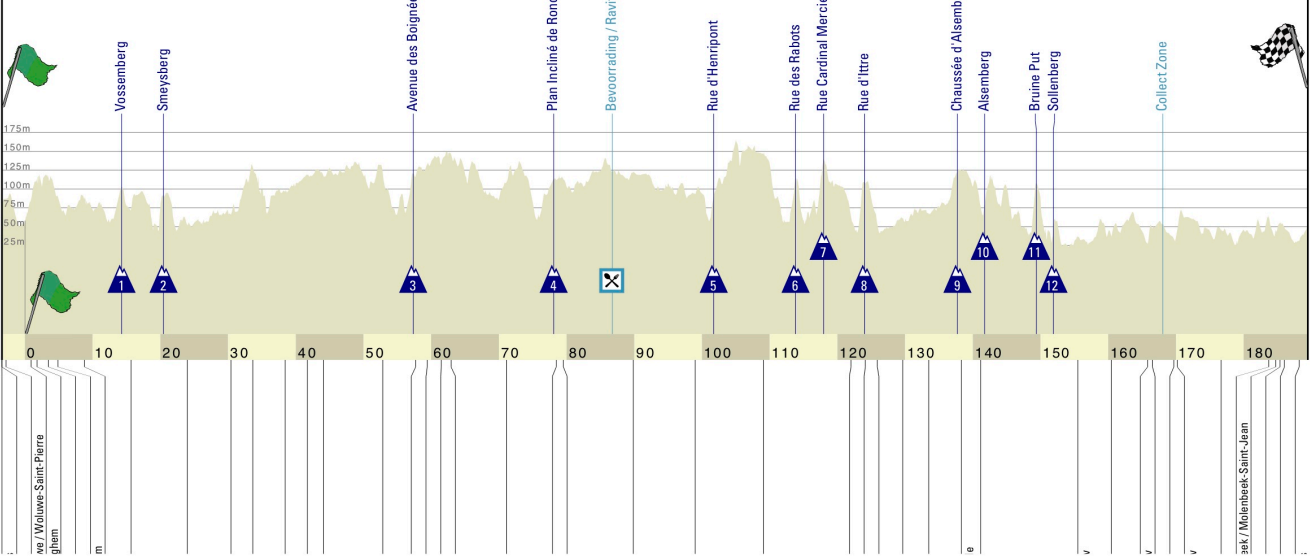 Vossemberg
Smeysberg
Avenue des Boignée
Plan Incliné de Ronq
Bevoorrading / Ravi
Rue d'Henripont
Rue des Rabots
Rue Cardinal Mercie
Rue d'Ittre
Chaussée d'Alsemb
Alsemberg
Bruine Put
Sollenberg
Collect Zone
175m
150m
125m
100m
75m
50m
25m
1
2
3
4
5
6
7
8
9
10
11
12
0 10 20 30 40 50 60 70 80 90 100 110 120 130 140 150 160 170 180
we / Woluwe-Saint-Pierre
ghem
m
e
eek / Molenbeek-Saint-Jean